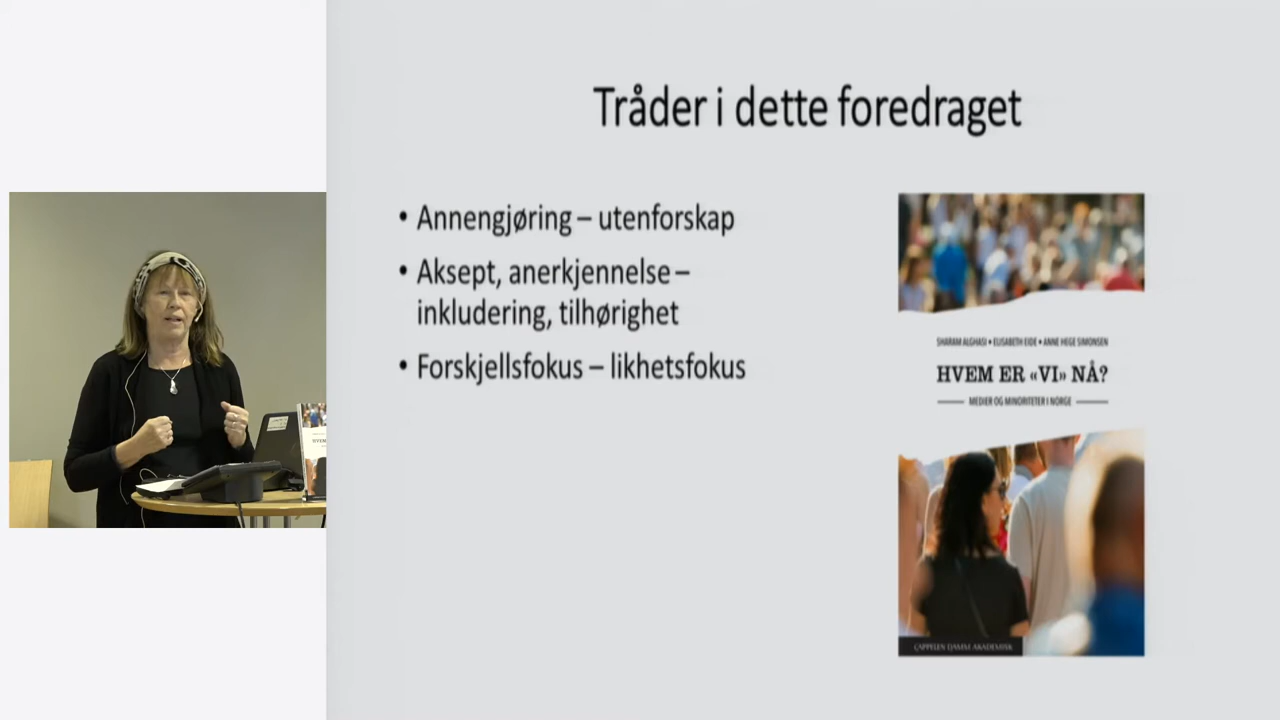 Tråder i dette foredraget
• Annengjøring – utenforskap
• Aksept, anerkjennelse –
inkludering, tilhørighet
• Forskjellsfokus – likhetsfokus
SHARAM ALGHASI • ELISABETH EIDE • ANNE HEGE SIMONSEN
HVEM ER «VI» NÅ?
MEDIER OG MINORITETER I NORGE
CAPPELEN DAMM AKADEMISK